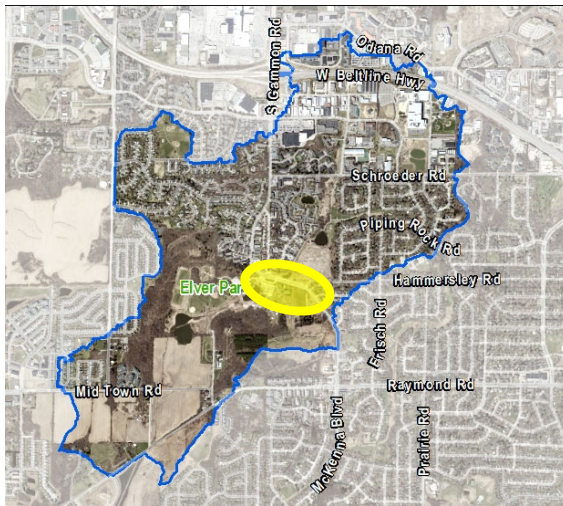 S Gammon Rd
Odana Rd
W Beltline Hwy
Schroeder Rd
Piping Rock Rd
Elver Par
Hammersley Rd
Frisch Rd
Mid Town Rd
Raymond Rd
McKenna Blvd
Prairie Rd